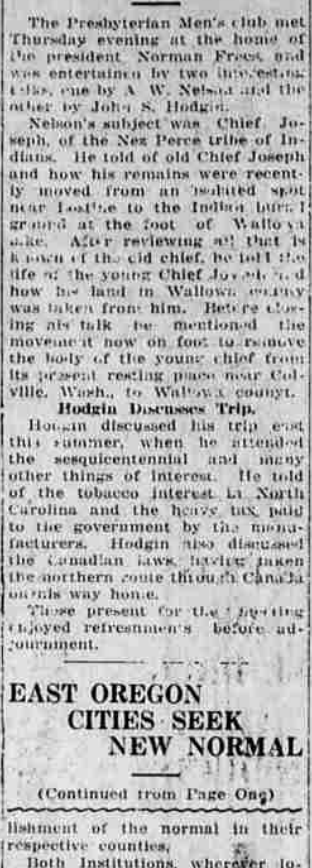 The Presbyterian Men's club met
Thursday evening at the home of
the president Norman Frees, and
was entertained by two interesting
talks, one by A. W. Nelson and the
other by John S. Hodgin.
Nelson's subject was Chief Jo-
seph, of the Nez Perce tribe of In-
dians. He told of old Chief Joseph
and how his remains were recent-
ly moved from an isolated spot
near Lostine to the Indian burial
ground at the foot of Wallowa
lake. After reviewing all that is
known of the old chief, he told the
life of the young Chief Joseph and
how his land in Wallowa county
was taken from him. Before clos-
ing his talk he mentioned the
movement now on foot to remove
the body of the young chief from
its present resting place near Col-
ville, Wash., to Wallowa counyt.
Hodgin Discusses Trip.
Hodgin discussed his trip east
this summer, when he attended
the sesquicentennial and many
other things of interest. He told
of the tobacco interest in North
Carolina and the heavy tax paid
to the government by the manu-
facturers. Hodgin also discussed
the Canadian laws, having taken
the northern route through Canada
on his way home.
Those present for the meeting
enjoyed refreshments before ad-
journment.
EAST OREGON
CITIES SEEK
NEW NORMAL
(Continued from Page One)
lishment of the normal in their
respective counties.
Both Institutions, wherever lo-